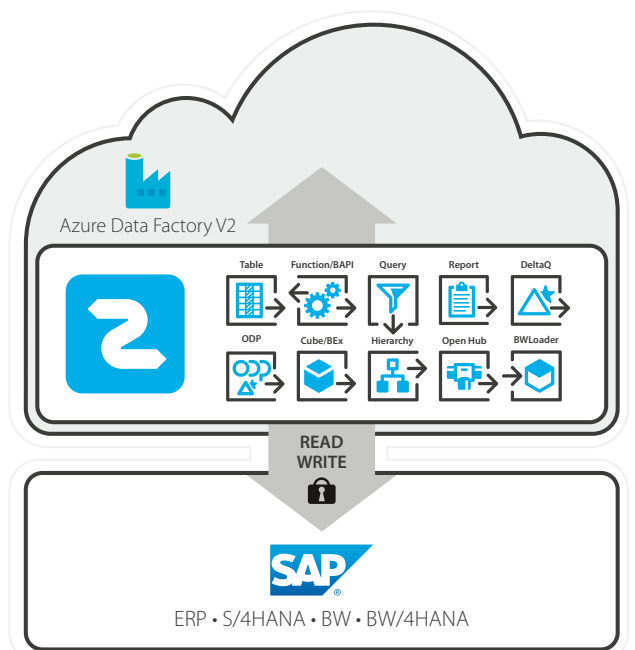 Azure Data Factory V2
Table Function/BAPI Query Report DeltaQ
ODP Cube/BEx Hierarchy Open Hub BWLoader
ODP
READ
WRITE
SAP
®
ERP • S/4HANA • BW • BW/4HANA